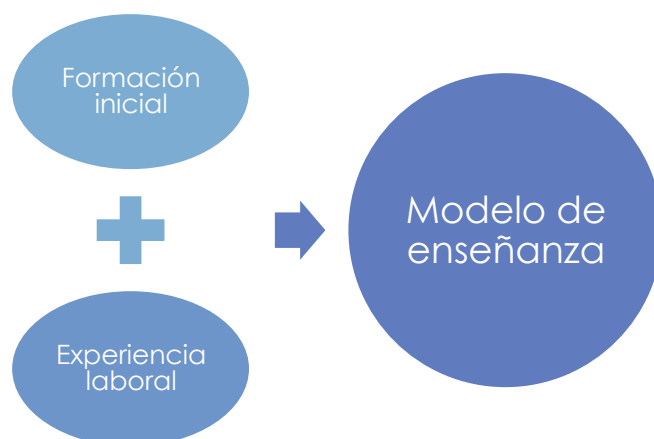 Formación
inicial
Experiencia
laboral
Modelo de
enseñanza